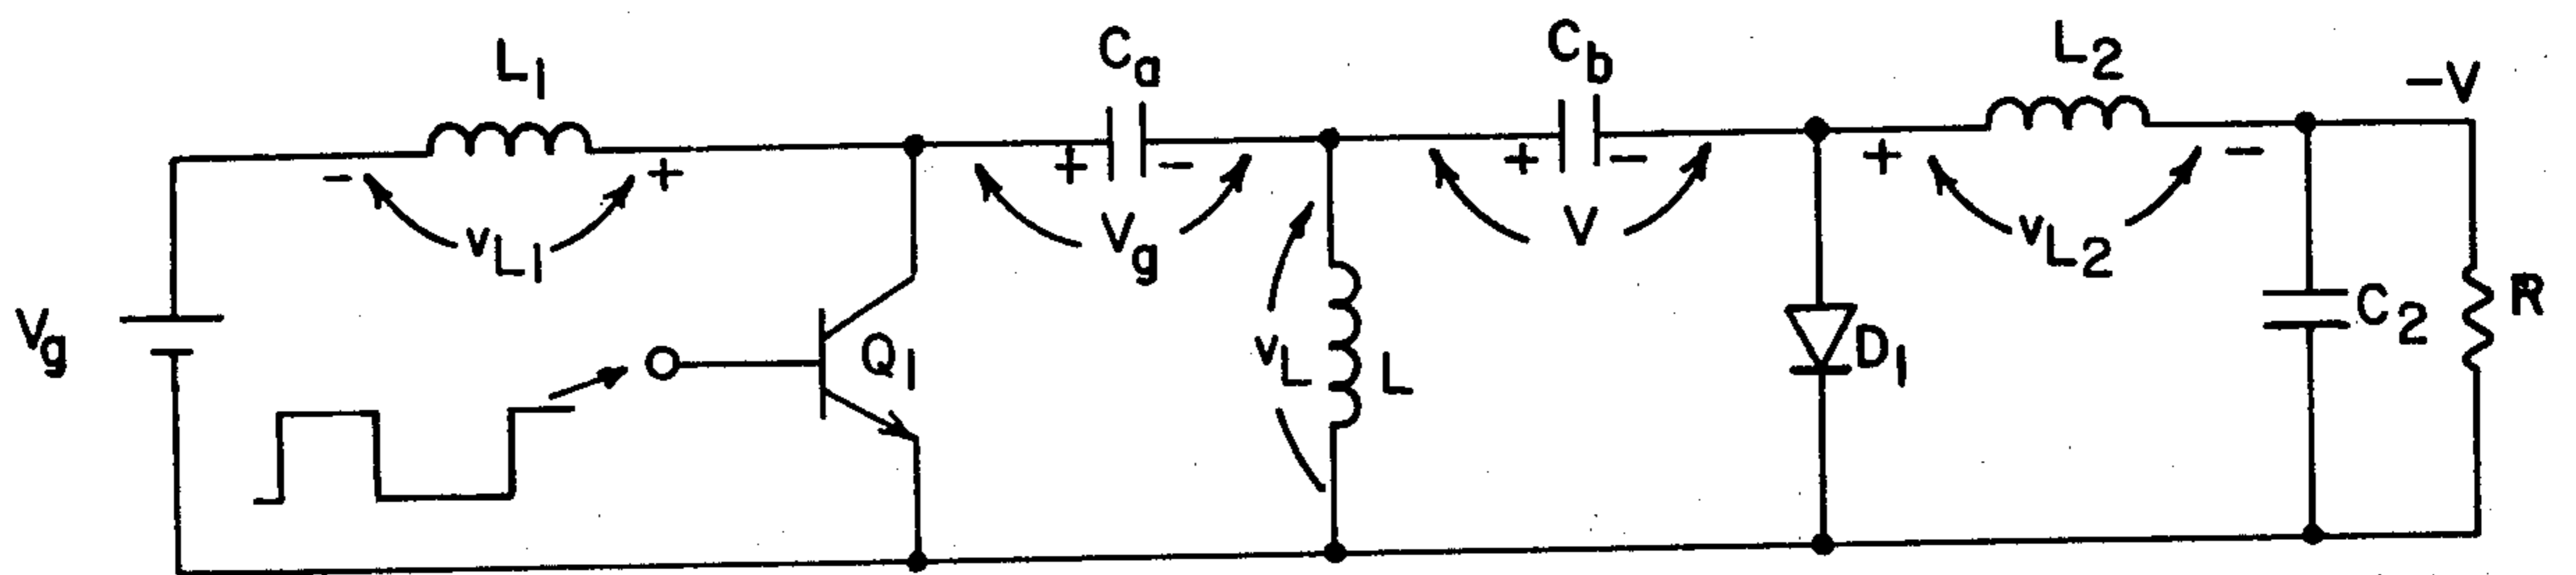 L1
Ca
Cb
L2
-V
- vL1 +
+ -
Vg
+ -
V
+ vL2 -
Vg
Q1
vL
L
D1
C2
R